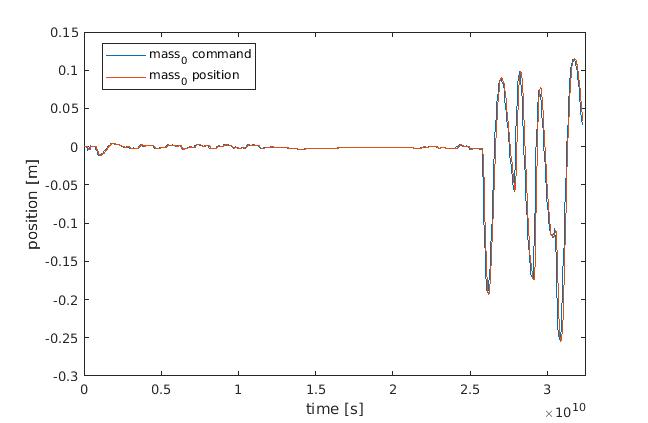 0.15
0.1
0.05
0
-0.05
-0.1
-0.15
-0.2
-0.25
-0.3
position [m]
mass0 command
mass0 position
0 0.5 1 1.5 2 2.5 3
time [s]
×10^10